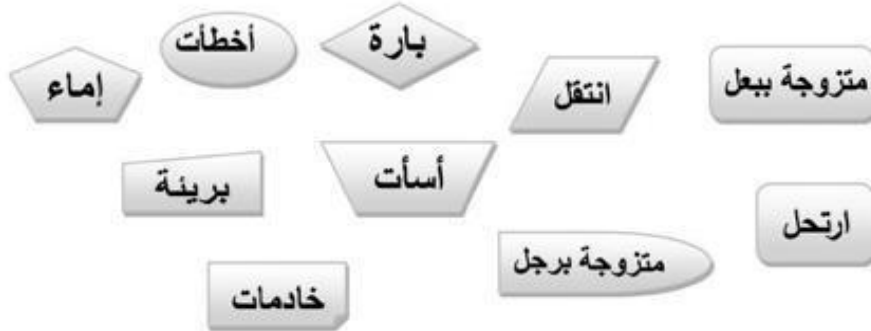 متزوجة ببعل
انتقل
بارة
أخطأت
إماء
ارتحل
أسأت
بريئة
متزوجة برجل
خادمات